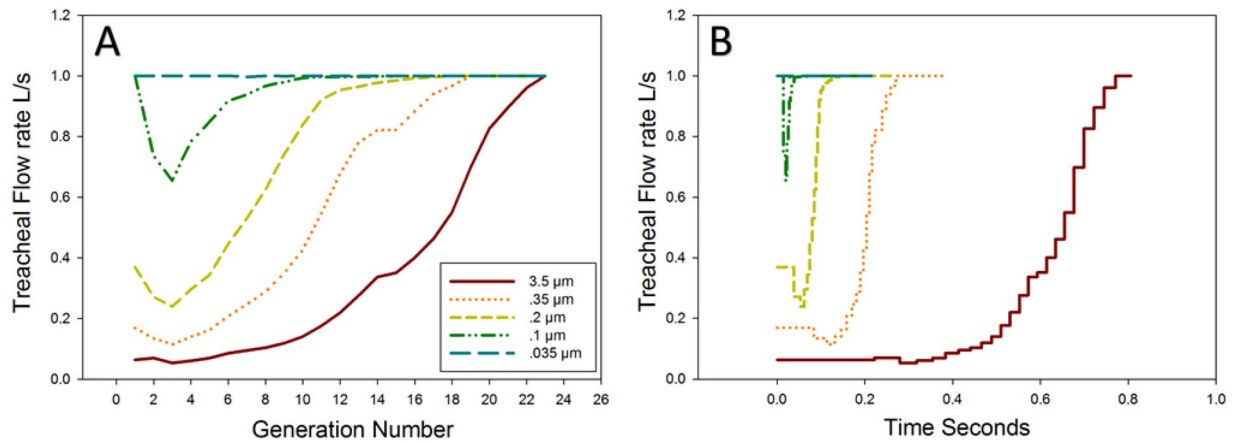 A
Treacheal Flow rate L/s
1.2
1.0
0.8
0.6
0.4
0.2
0.0
0 2 4 6 8 10 12 14 16 18 20 22 24 26
Generation Number
3.5 µm
.35 µm
.2 µm
.1 µm
.035 µm
B
Treacheal Flow rate L/s
1.2
1.0
0.8
0.6
0.4
0.2
0.0
0.0 0.2 0.4 0.6 0.8 1.0
Time Seconds